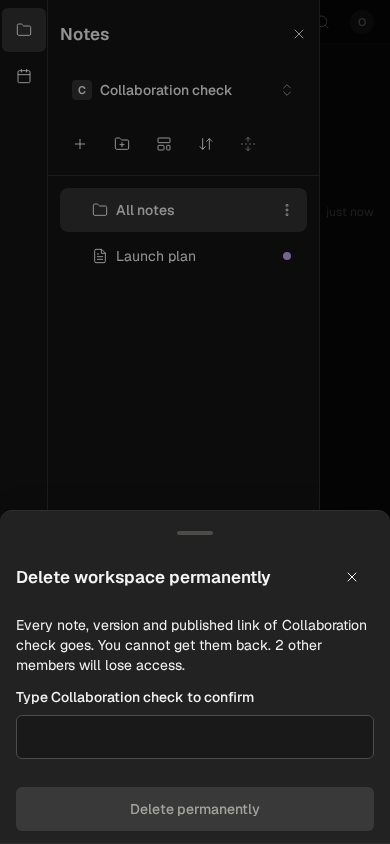 Notes
O
C Collaboration check
All notes
just now
Launch plan
Delete workspace permanently
Every note, version and published link of Collaboration
check goes. You cannot get them back. 2 other
members will lose access.
Type Collaboration check to confirm
Delete permanently